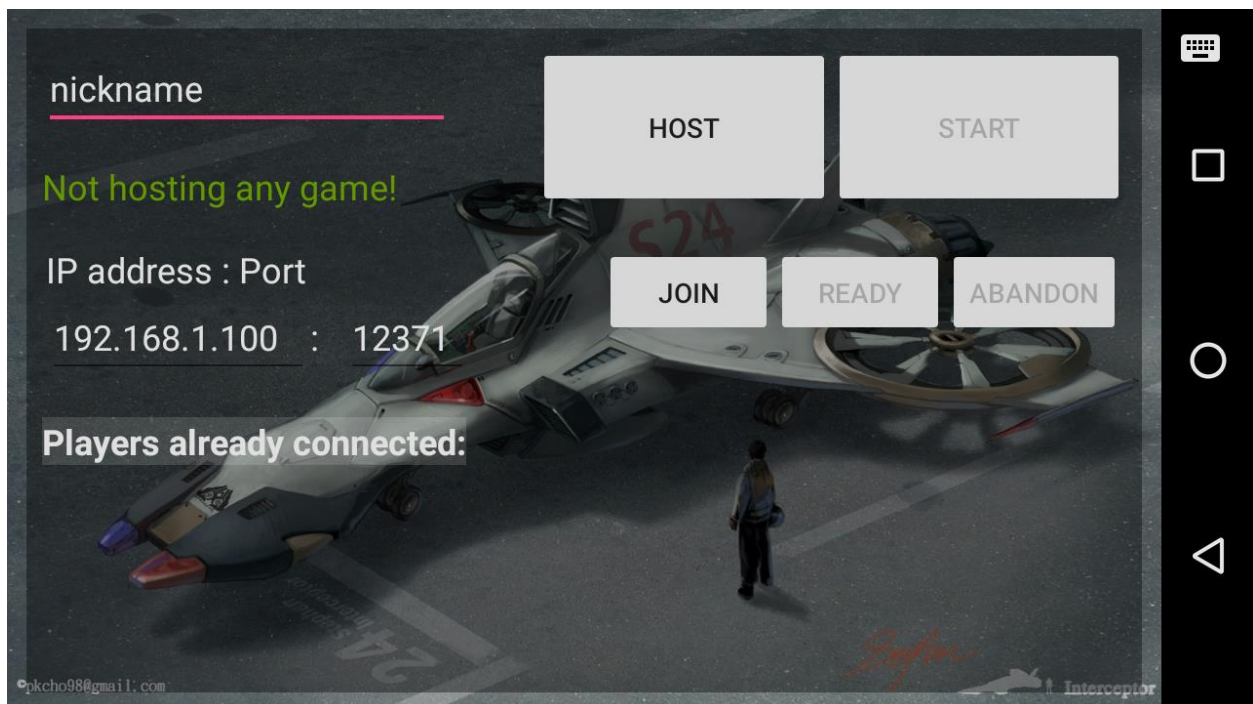 nickname
HOST
START
Not hosting any game!
S24
IP address : Port
JOIN
READY
ABANDON
192.168.1.100 : 12371
Players already connected:
24
©pkcho98@gmail.com
Interceptor